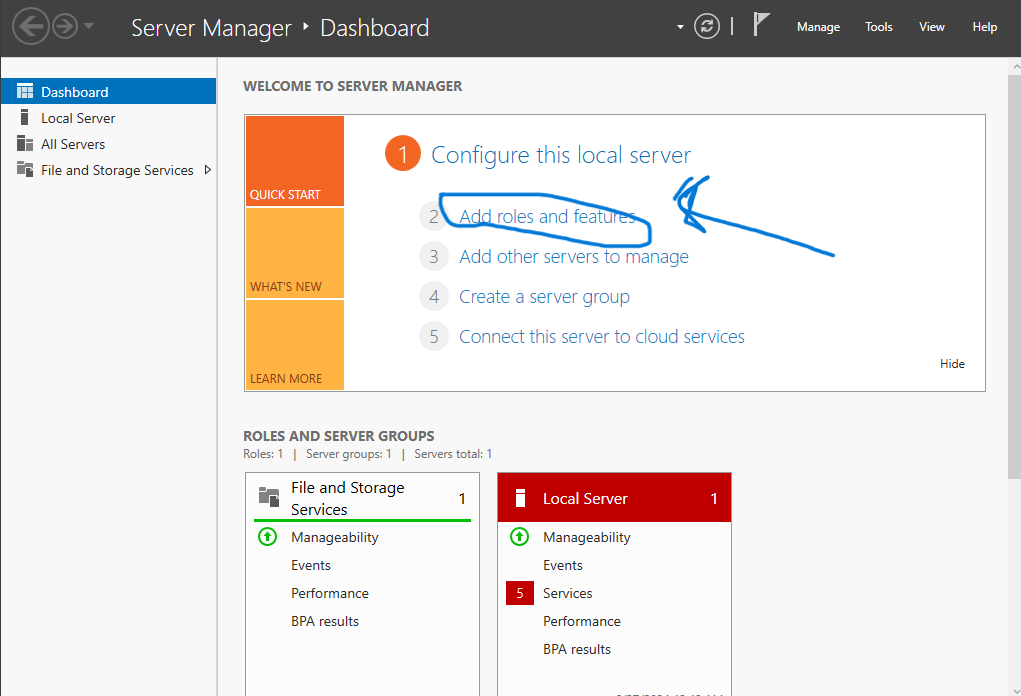 Server Manager ‣ Dashboard
Manage Tools View Help
Dashboard
Local Server
All Servers
File and Storage Services
WELCOME TO SERVER MANAGER
QUICK START
WHAT'S NEW
LEARN MORE
1 Configure this local server
2 Add roles and features
3 Add other servers to manage
4 Create a server group
5 Connect this server to cloud services
Hide
ROLES AND SERVER GROUPS
Roles: 1 | Server groups: 1 | Servers total: 1
File and Storage
Services
1
Manageability
Events
Performance
BPA results
Local Server 1
Manageability
Events
5 Services
Performance
BPA results